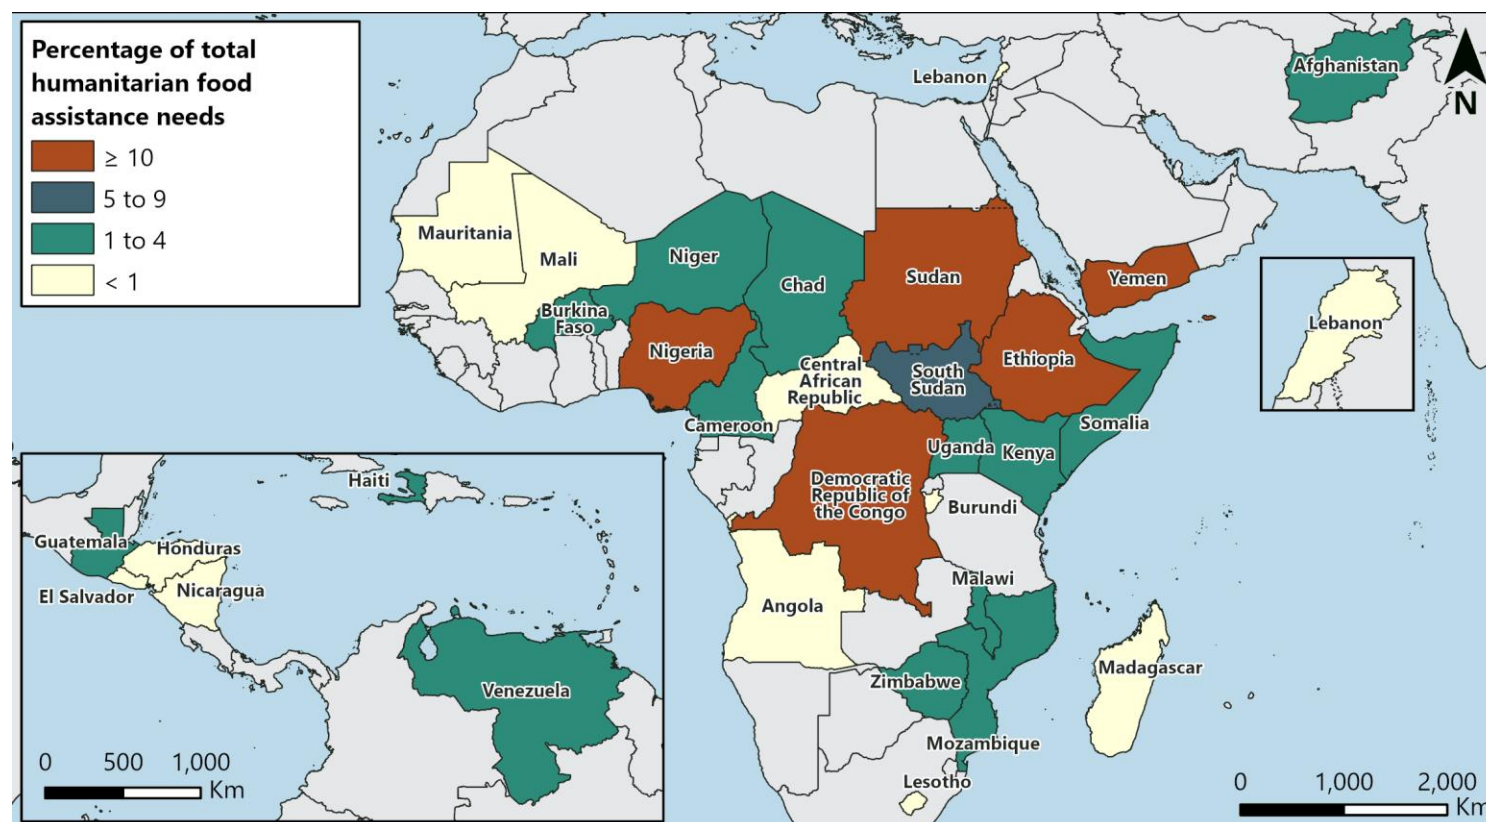 Percentage of total
humanitarian food
assistance needs
≥ 10
5 to 9
1 to 4
< 1
Lebanon
Afghanistan
N
Mauritania
Mali
Niger
Chad
Sudan
Yemen
Burkina
Faso
Nigeria
Central
African
Republic
South
Sudan
Ethiopia
Lebanon
Cameroon
Uganda
Kenya
Somalia
Democratic
Republic of
the Congo
Burundi
Haiti
Guatemala
Honduras
El Salvador
Nicaragua
Venezuela
Angola
Malawi
Zimbabwe
Madagascar
Mozambique
Lesotho
0 500 1,000
Km
0 1,000 2,000
Km